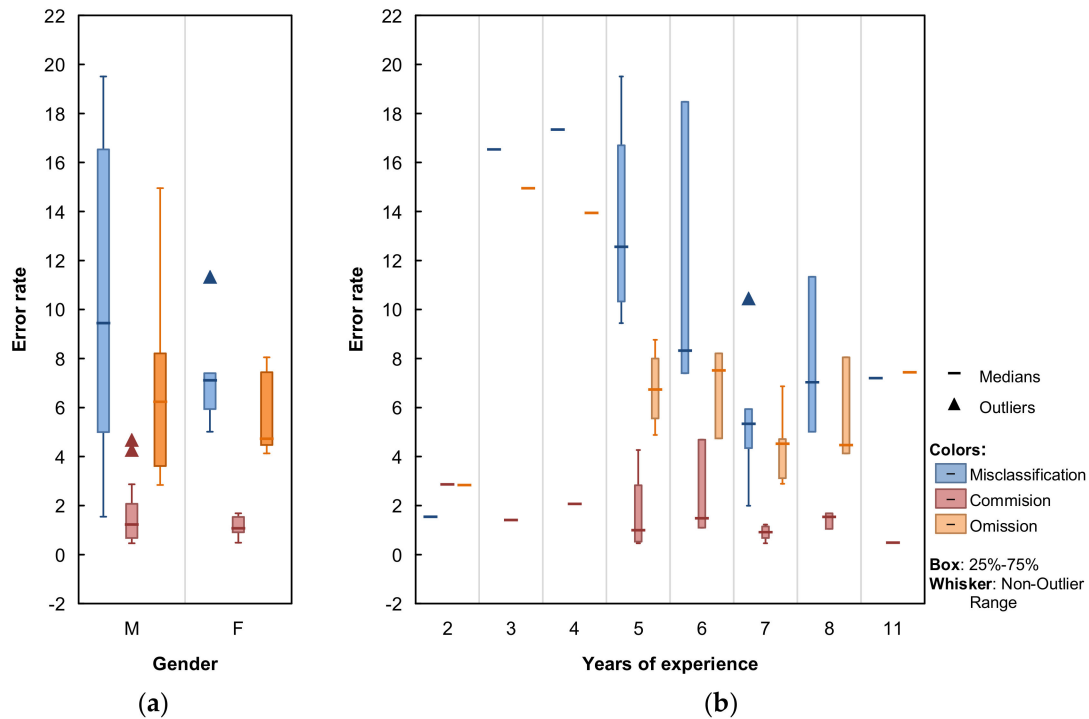 22
20
18
16
14
12
10
8
6
4
2
0
-2
Error rate
M F
Gender
(a)
22
20
18
16
14
12
10
8
6
4
2
0
-2
Error rate
2 3 4 5 6 7 8 11
Years of experience
(b)
Medians
Outliers
Colors:
Misclassification
Commision
Omission
Box: 25%-75%
Whisker: Non-Outlier
Range